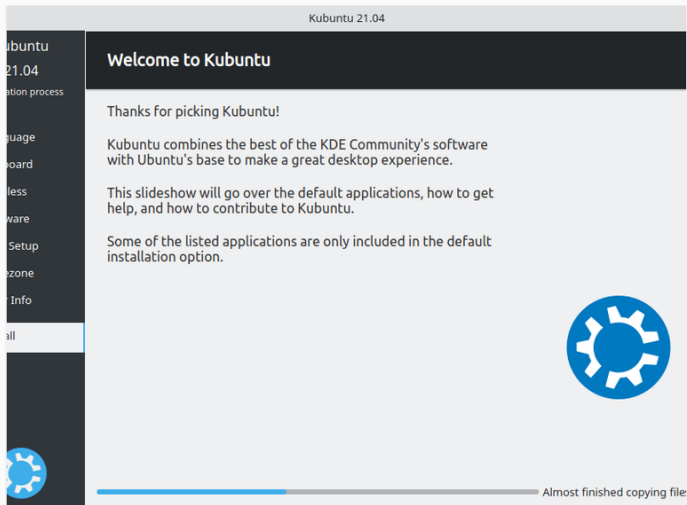 Kubuntu 21.04
ubuntu
21.04
ation process
guage
board
less
ware
Setup
ezone
Info
all
Welcome to Kubuntu
Thanks for picking Kubuntu!
Kubuntu combines the best of the KDE Community's software
with Ubuntu's base to make a great desktop experience.
This slideshow will go over the default applications, how to get
help, and how to contribute to Kubuntu.
Some of the listed applications are only included in the default
installation option.
Almost finished copying files